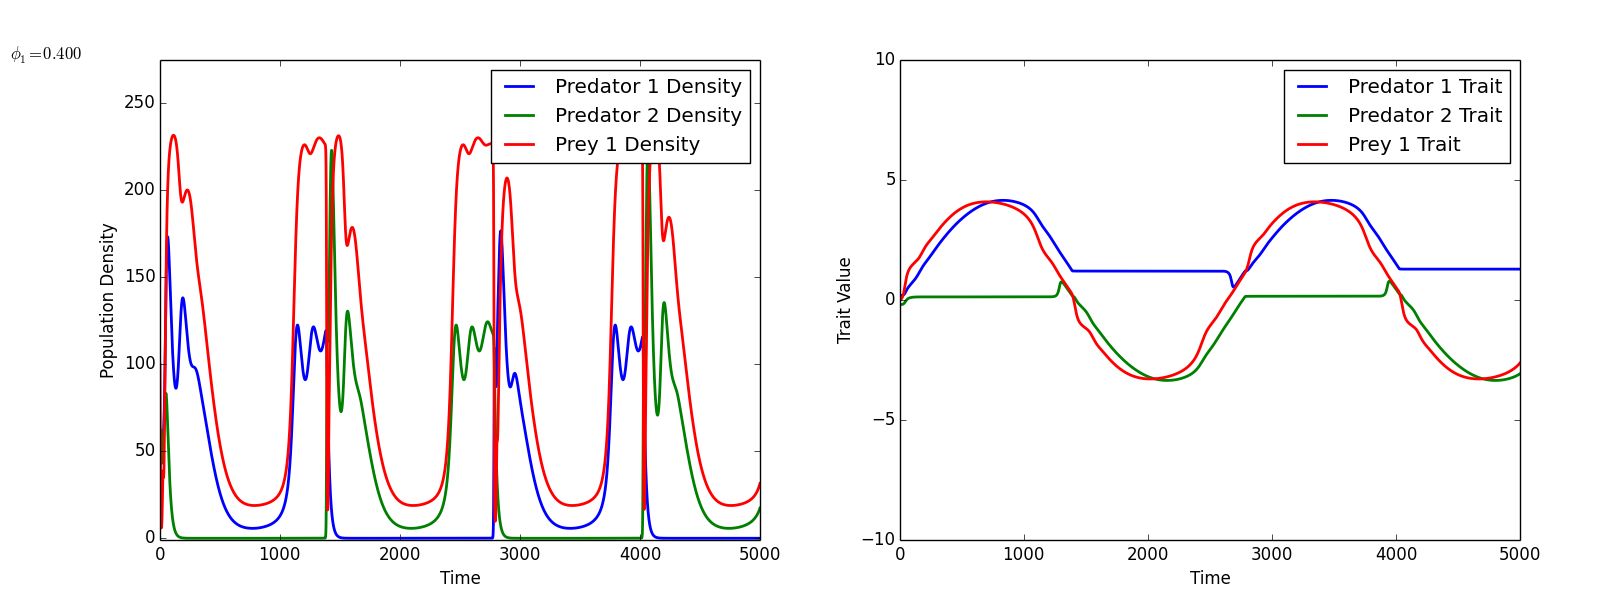 ϕ₁=0.400
Predator 1 Density
Predator 2 Density
Prey 1 Density
250
200
150
100
50
0
Population Density
0 1000 2000 3000 4000 5000
Time
Predator 1 Trait
Predator 2 Trait
Prey 1 Trait
10
5
0
−5
−10
Trait Value
0 1000 2000 3000 4000 5000
Time